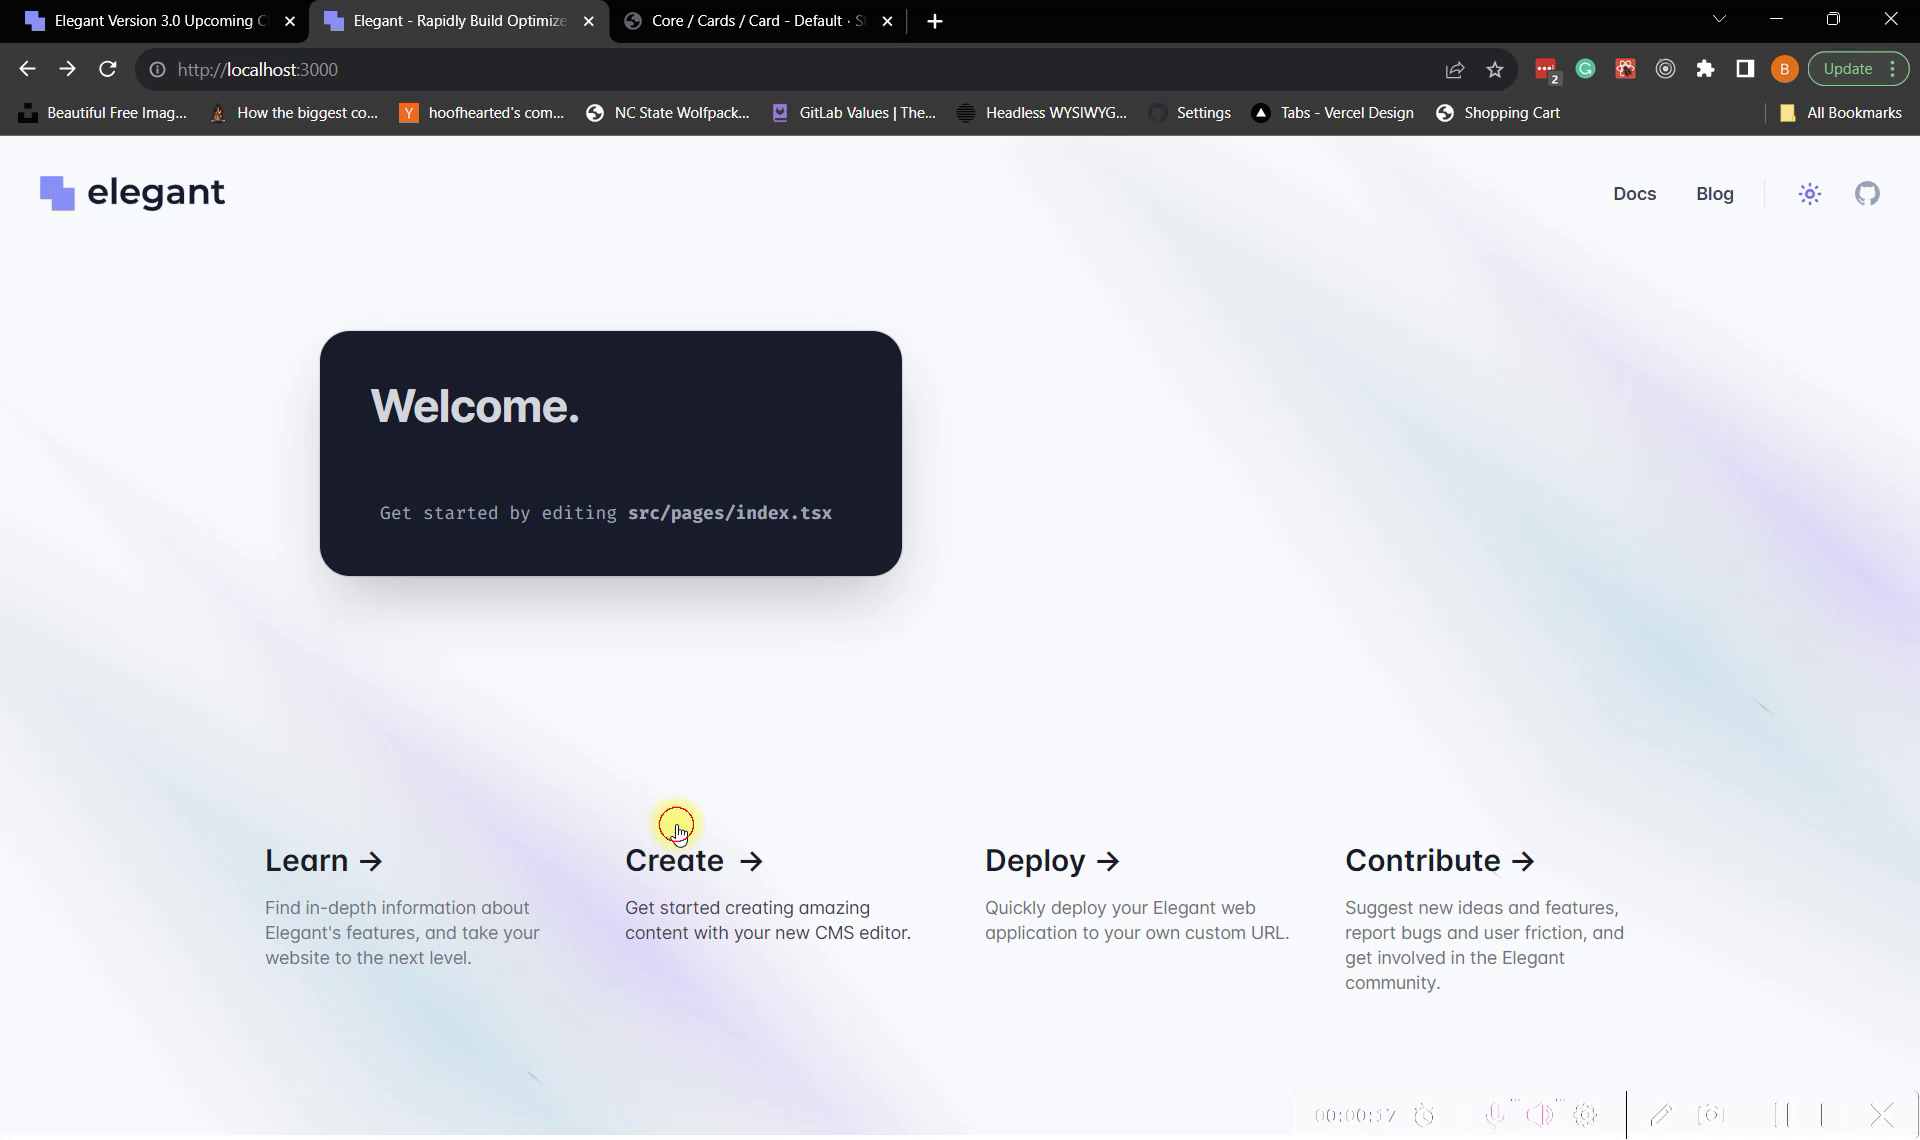 Elegant Version 3.0 Upcoming C
Elegant - Rapidly Build Optimize
Core / Cards / Card - Default · S
http://localhost:3000
2
G
B
Update
Beautiful Free Imag...
How the biggest co...
Y
hoofhearted's com...
NC State Wolfpack...
GitLab Values | The...
Headless WYSIWYG...
Settings
Tabs - Vercel Design
Shopping Cart
All Bookmarks
elegant
Docs
Blog
Welcome.
Get started by editing src/pages/index.tsx
Learn →
Find in-depth information about
Elegant's features, and take your
website to the next level.
Create →
Get started creating amazing
content with your new CMS editor.
Deploy →
Quickly deploy your Elegant web
application to your own custom URL.
Contribute →
Suggest new ideas and features,
report bugs and user friction, and
get involved in the Elegant
community.